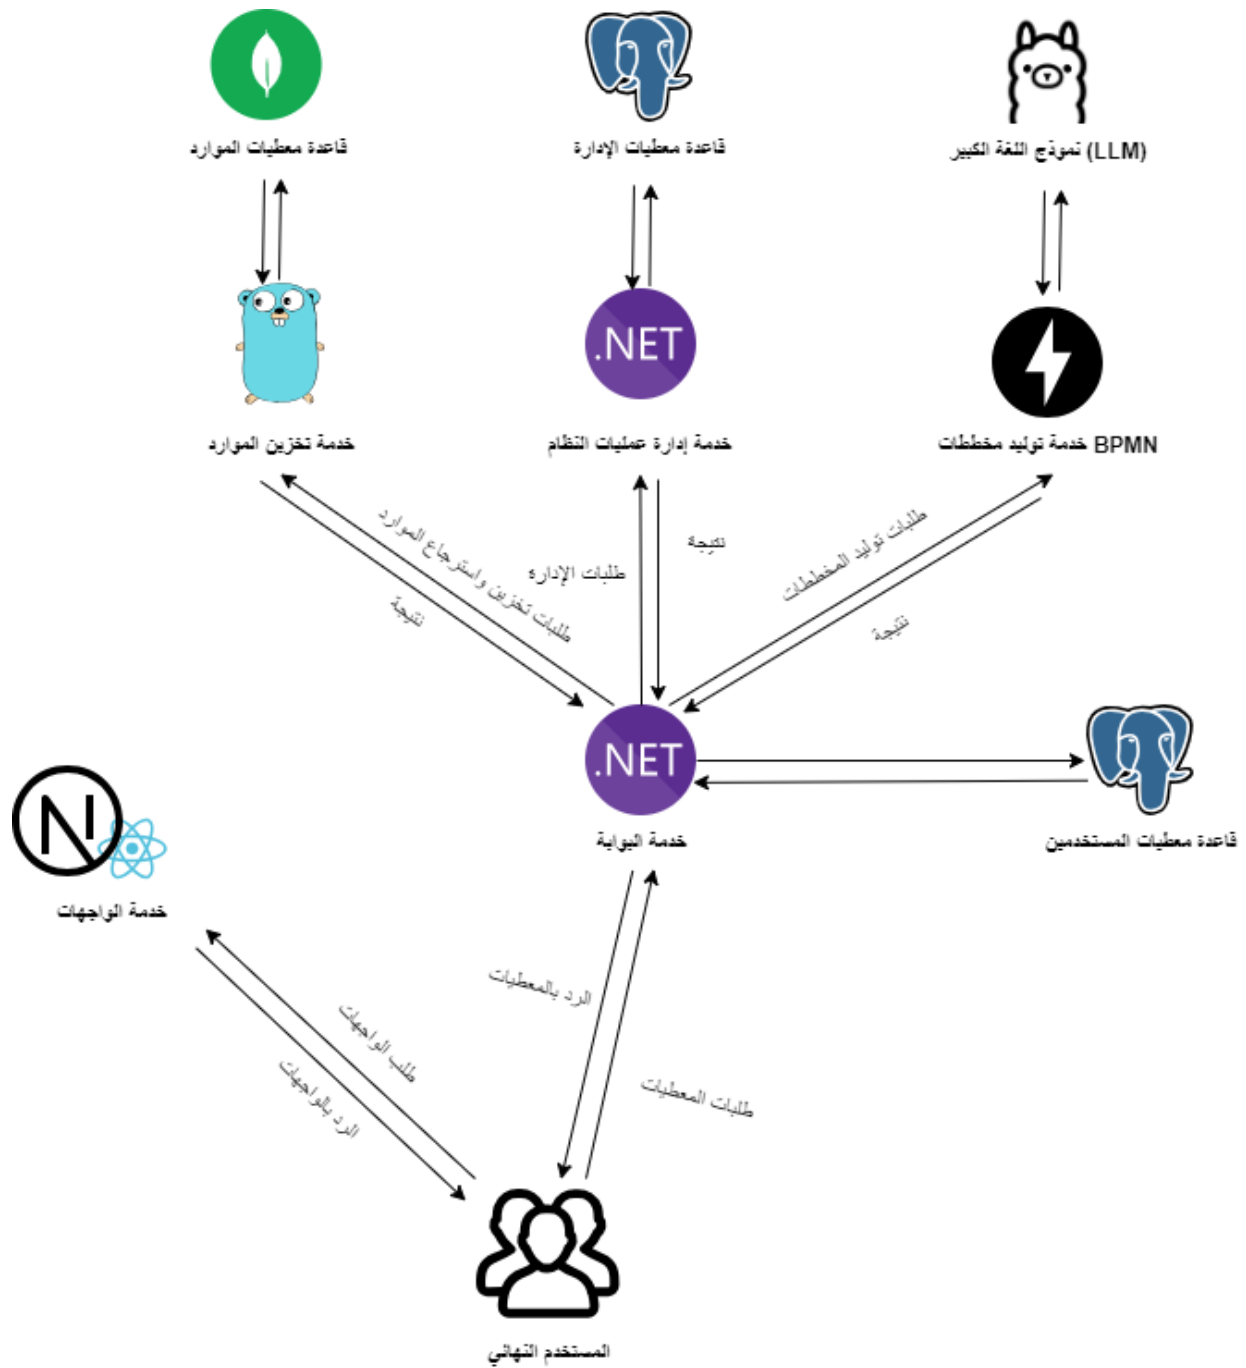 قاعدة معطيات الموارد
قاعدة معطيات الإدارة
نموذج اللغة الكبير (LLM)
.NET
خدمة تخزين الموارد
خدمة إدارة عمليات النظام
خدمة توليد مخططات BPMN
طلبات تخزين واسترجاع الموارد
نتيجة
طلبات الإدارة
نتيجة
طلبات توليد المخططات
نتيجة
.NET
خدمة البوابة
قاعدة معطيات المستخدمين
N
خدمة الواجهات
الرد بالمعطيات
طلبات المعطيات
طلب الواجهات
الرد بالواجهات
المستخدم النهائي